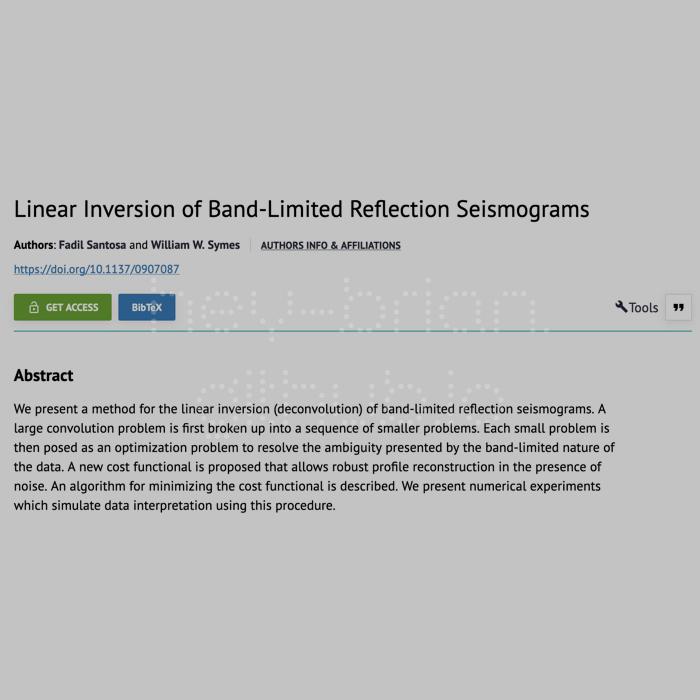 Linear Inversion of Band-Limited Reflection Seismograms
Authors: Fadil Santosa and William W. Symes AUTHORS INFO & AFFILIATIONS
https://doi.org/10.1137/0907087
hey-brian.
github.io
GET ACCESS BibTeX Tools
Abstract
We present a method for the linear inversion (deconvolution) of band-limited reflection seismograms. A
large convolution problem is first broken up into a sequence of smaller problems. Each small problem is
then posed as an optimization problem to resolve the ambiguity presented by the band-limited nature of
the data. A new cost functional is proposed that allows robust profile reconstruction in the presence of
noise. An algorithm for minimizing the cost functional is described. We present numerical experiments
which simulate data interpretation using this procedure.